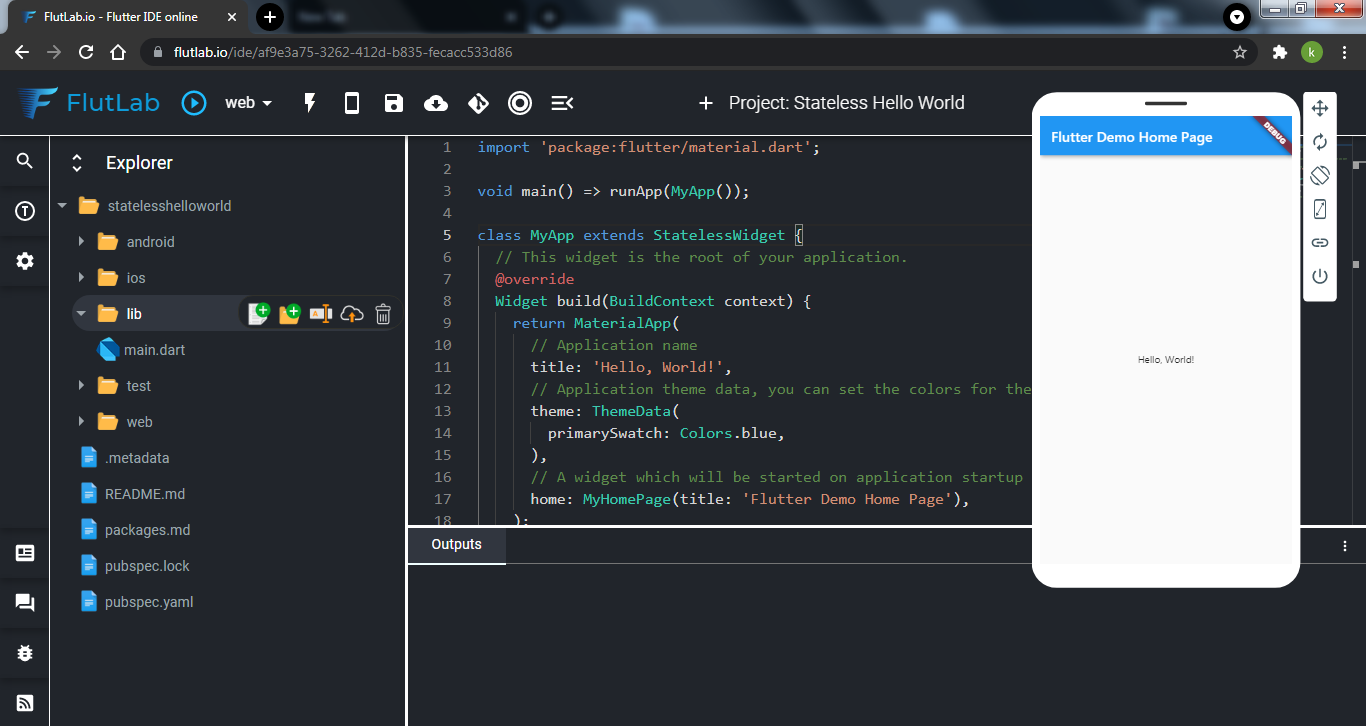 FlutLab.io - Flutter IDE online
New Tab
flutlab.io/ide/af9e3a75-3262-412d-b835-fecacc533d86
k
FlutLab
web
Project: Stateless Hello World
Explorer
statelesshelloworld
android
ios
lib
main.dart
test
web
.metadata
README.md
packages.md
pubspec.lock
pubspec.yaml
1 import 'package:flutter/material.dart';
2
3 void main() => runApp(MyApp());
4
5 class MyApp extends StatelessWidget {
6 // This widget is the root of your application.
7 @override
8 Widget build(BuildContext context) {
9 return MaterialApp(
10 // Application name
11 title: 'Hello, World!',
12 // Application theme data, you can set the colors for the
13 theme: ThemeData(
14 primarySwatch: Colors.blue,
15 ),
16 // A widget which will be started on application startup
17 home: MyHomePage(title: 'Flutter Demo Home Page'),
18 );
Outputs
Flutter Demo Home Page
DEBUG
Hello, World!